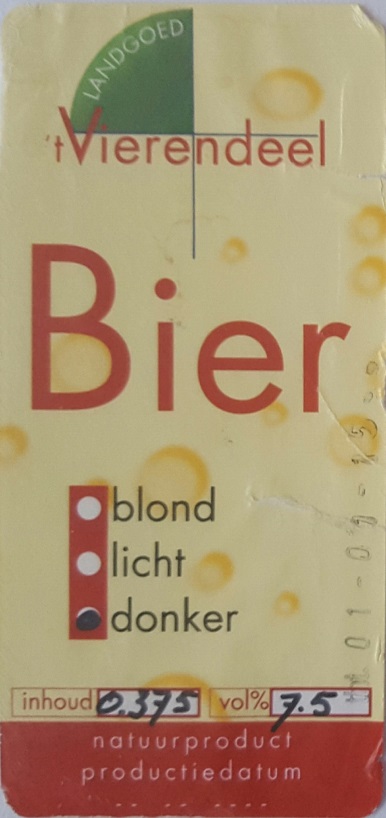 LANDGOED
't Vierendeel
Bier
blond
licht
donker
inhoud 0.375 vol% 7.5
natuurproduct
productiedatum